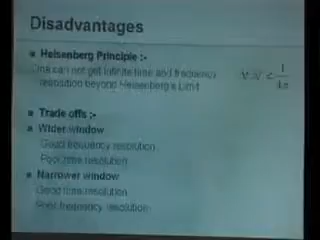 Disadvantages
Heisenberg Principle :-
One can not get infinite time and frequency
resolution beyond Heisenberg's Limit
Trade offs :-
Wider window
Good frequency resolution
Poor time resolution
Narrower window
Good time resolution
Poor frequency resolution